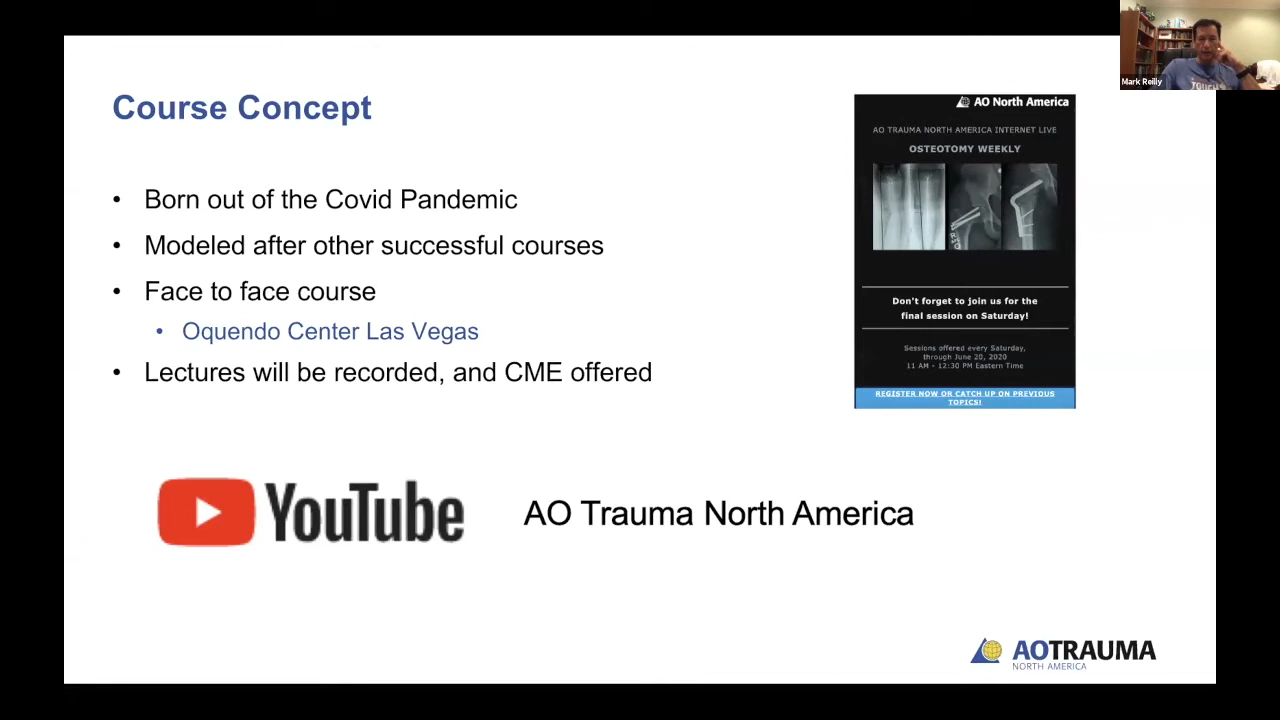 Course Concept
• Born out of the Covid Pandemic
• Modeled after other successful courses
• Face to face course
• Oquendo Center Las Vegas
• Lectures will be recorded, and CME offered
YouTube
AO Trauma North America
AO North America
AO TRAUMA NORTH AMERICA INTERNET LIVE
OSTEOTOMY WEEKLY
Don't forget to join us for the
final session on Saturday!
Sessions offered every Saturday,
through June 20, 2020
11 AM - 12:30 PM Eastern Time
REGISTER NOW OR CATCH UP ON PREVIOUS
TOPICS!
Mark Reilly
AOTRAUMA
NORTH AMERICA